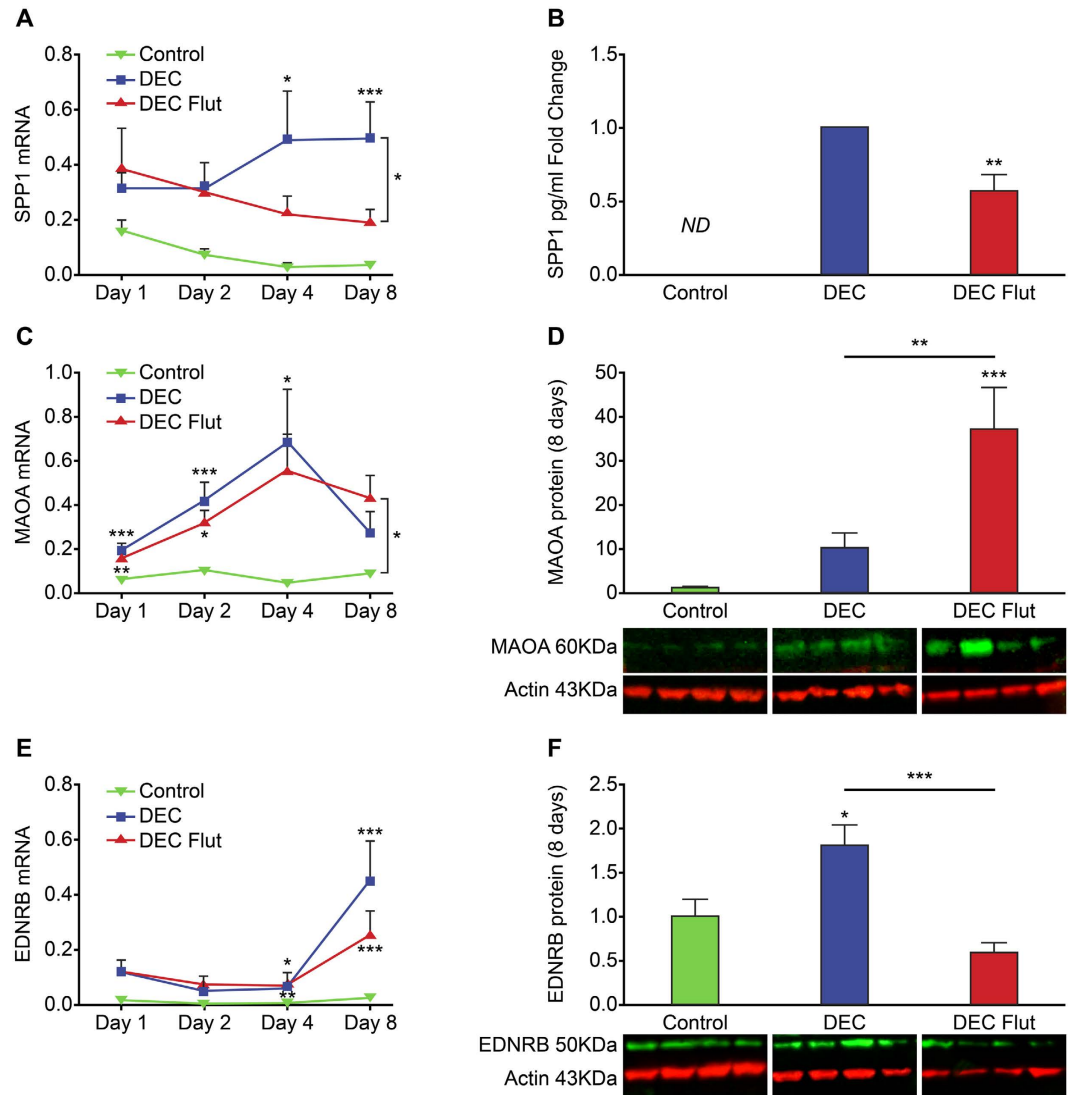 A
SPP1 mRNA
0.8
0.6
0.4
0.2
0.0
Control
DEC
DEC Flut
*
***
*
Day 1 Day 2 Day 4 Day 8
B
SPP1 pg/ml Fold Change
1.5
1.0
0.5
0.0
ND
**
Control DEC DEC Flut
C
MAOA mRNA
1.0
0.8
0.6
0.4
0.2
0.0
Control
DEC
DEC Flut
*
***
***
*
**
*
Day 1 Day 2 Day 4 Day 8
D
MAOA protein (8 days)
50
40
30
20
10
0
**
***
Control DEC DEC Flut
MAOA 60KDa
Actin 43KDa
E
EDNRB mRNA
0.8
0.6
0.4
0.2
0.0
Control
DEC
DEC Flut
***
***
*
**
Day 1 Day 2 Day 4 Day 8
F
EDNRB protein (8 days)
2.5
2.0
1.5
1.0
0.5
0.0
***
*
Control DEC DEC Flut
EDNRB 50KDa
Actin 43KDa